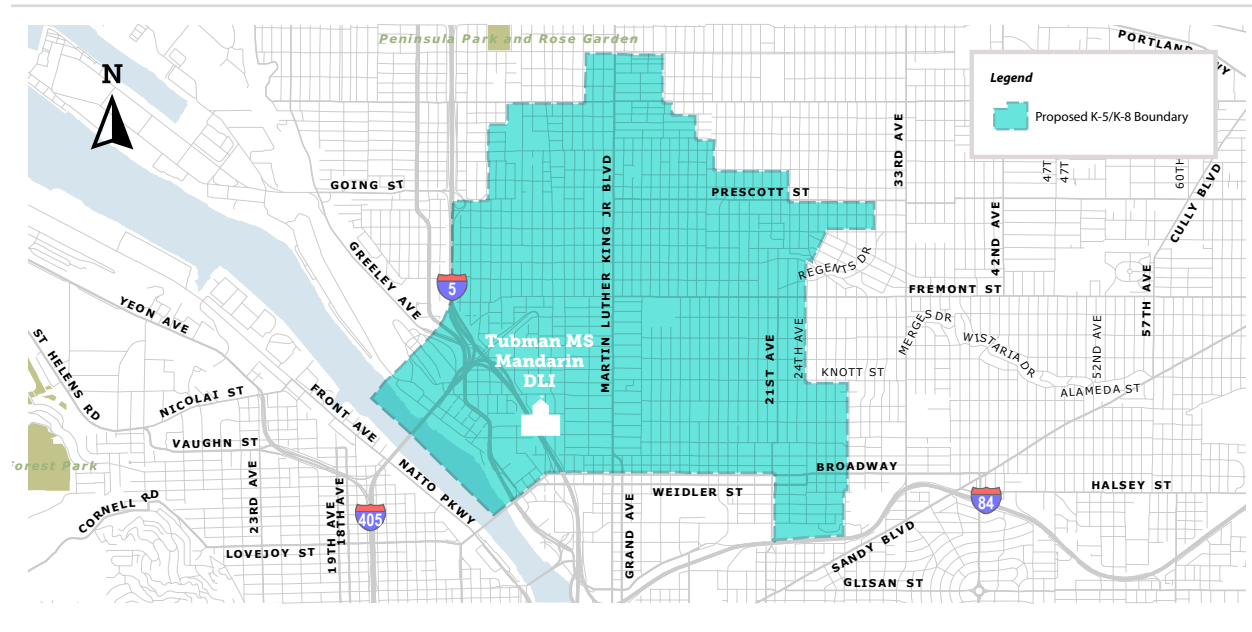 Peninsula Park and Rose Garden
PORTLAND
WY
N
Legend
Proposed K-5/K-8 Boundary
33RD AVE
47T
47T
60TH
GOING ST
MARTIN LUTHER KING JR BLVD
PRESCOTT ST
CULLY BLVD
42ND AVE
GREELEY AVE
REGENTS DR
5
FREMONT ST
57TH AVE
YEON AVE
MERGES DR
WISTARIA DR
52ND AVE
ST HELENS RD
Tubman MS
Mandarin
DLI
21ST AVE
24TH AVE
KNOTT ST
ALAMEDA ST
NICOLAI ST
FRONT AVE
VAUGHN ST
orest Park
BROADWAY
NAITO PKWY
WEIDLER ST
HALSEY ST
CORNELL RD
23RD AVE
19TH AVE
18TH AVE
405
84
GRAND AVE
SANDY BLVD
LOVEJOY ST
GLISAN ST